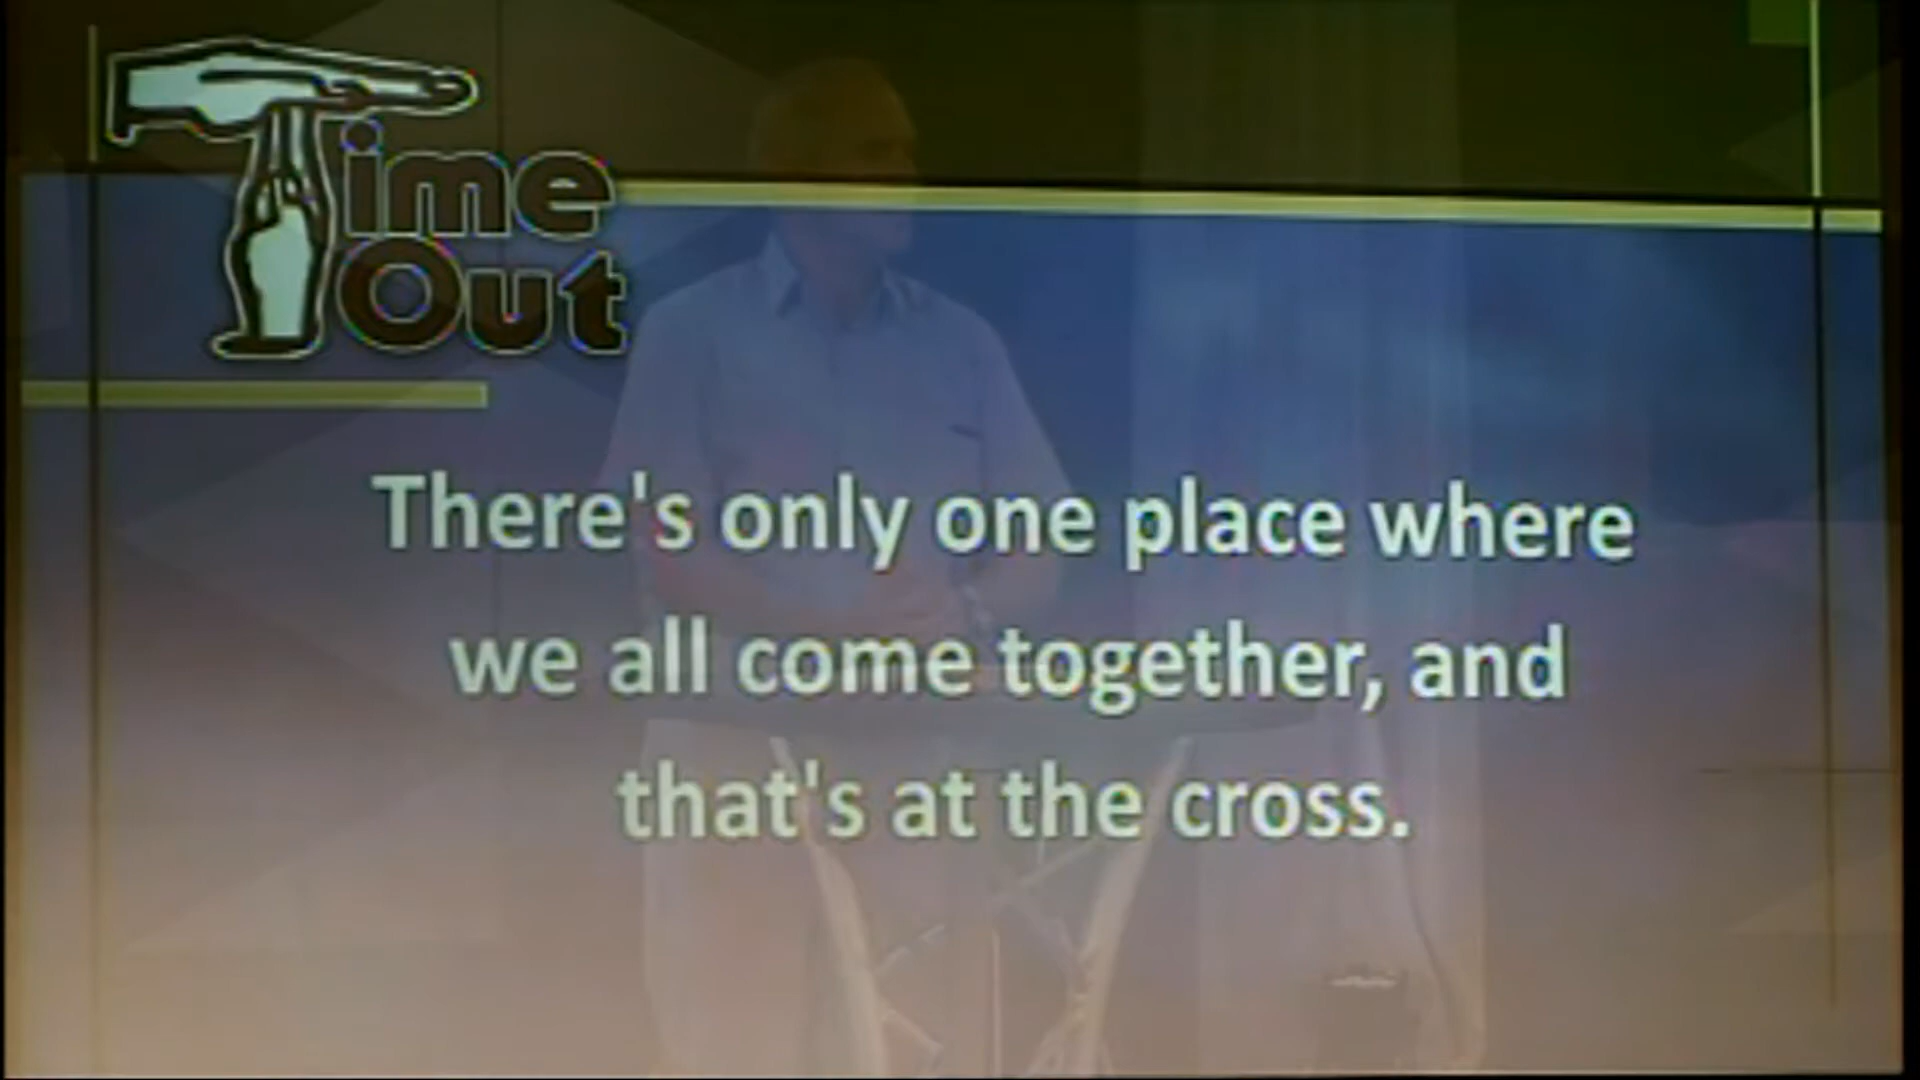 Time
Out
There's only one place where
we all come together, and
that's at the cross.